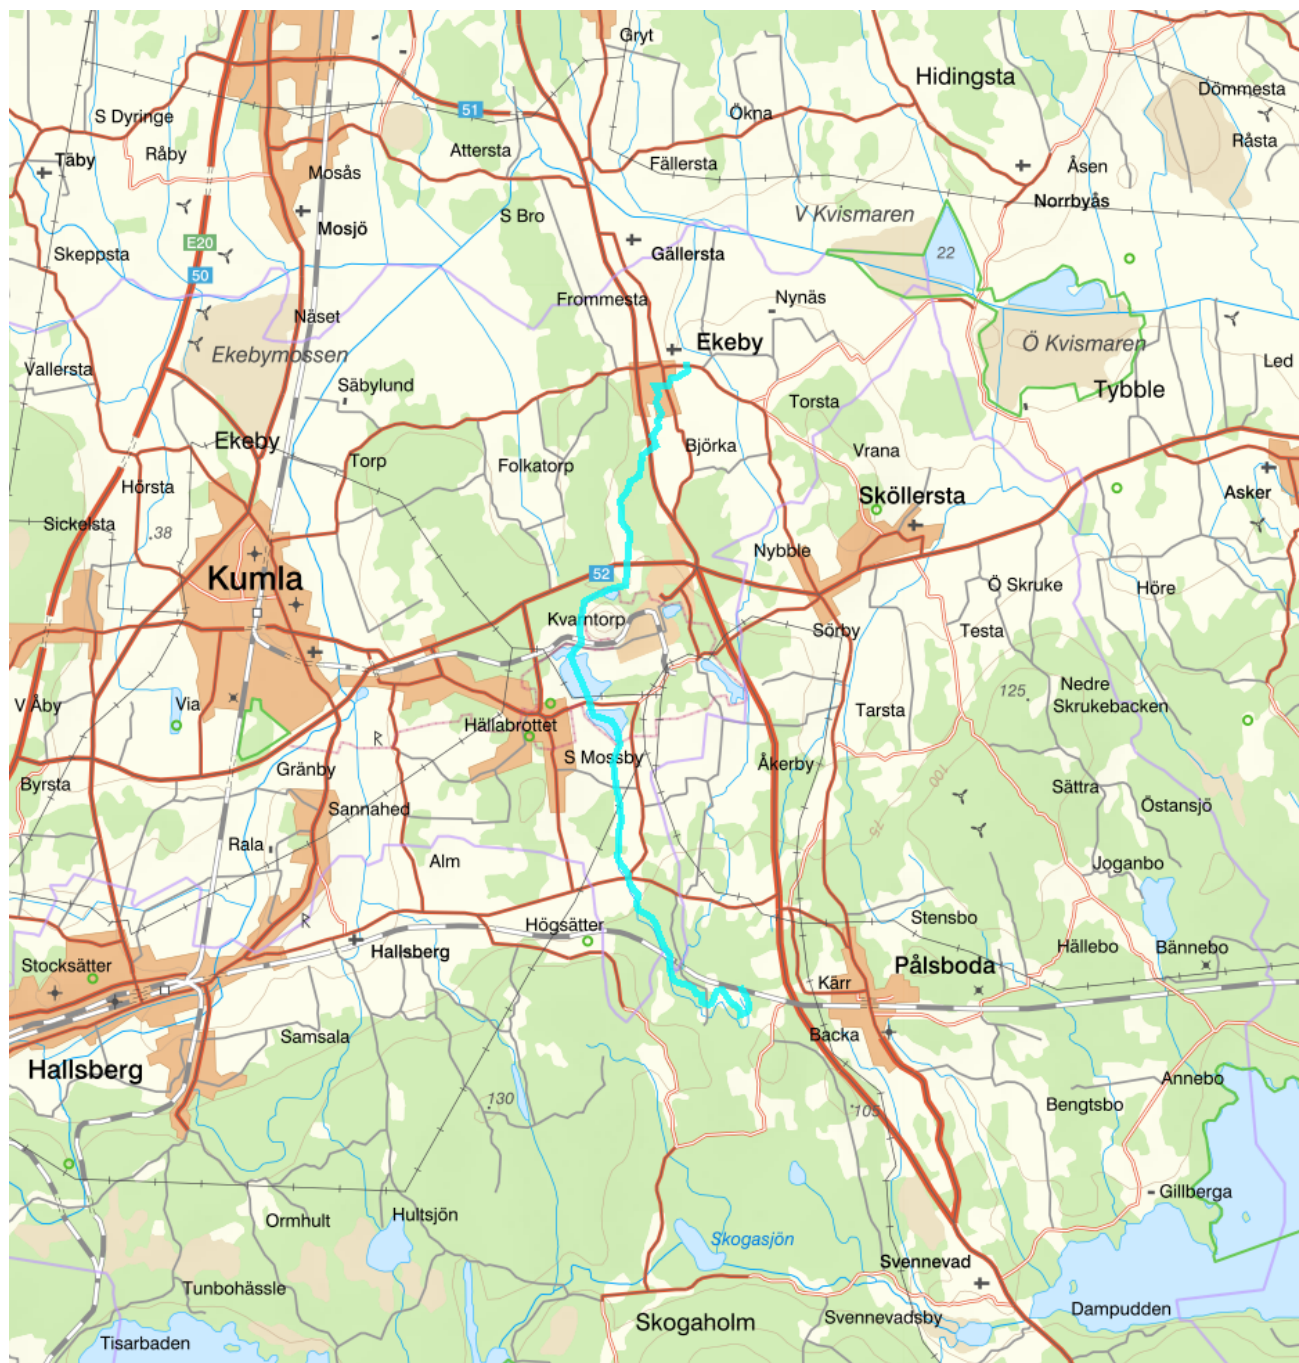 Gryt
Hidingsta
Dömmesta
51
Ökna
S Dyringe
Råsta
Attersta
Råby
Täby
Fällersta
Åsen
Mosås
Norrbyås
S Bro
V Kvismaren
Mosjö
E20
Gällersta
22
Skeppsta
50
Frommesta
Nynäs
Näset
Ekeby
Ö Kvismaren
Ekebymossen
Led
Vallersta
Säbylund
Tybble
Torsta
Ekeby
Björka
Vrana
Torp
Folkatorp
Hörsta
Sköllersta
Asker
Sickelsta
38
Nybble
52
Kumla
Ö Skruke
Höre
Kvarntorp
Sörby
Testa
125
Nedre
Skrukebacken
V Åby
Via
Tarsta
Hällabrottet
S Mossby
Åkerby
Gränby
100
Byrsta
Sättra
Östansjö
Sannahed
75
Rala
Alm
Joganbo
Högsätter
Stensbo
Hallsberg
Hällebo
Bännebo
Stocksätter
Pålsboda
Kärr
Samsala
Backa
Hallsberg
Annebo
130
105
Bengtsbo
Gillberga
Ormhult
Hultsjön
Skogasjön
Svennevad
Tunbohässle
Dampudden
Skogaholm
Svennevadsby
Tisarbaden